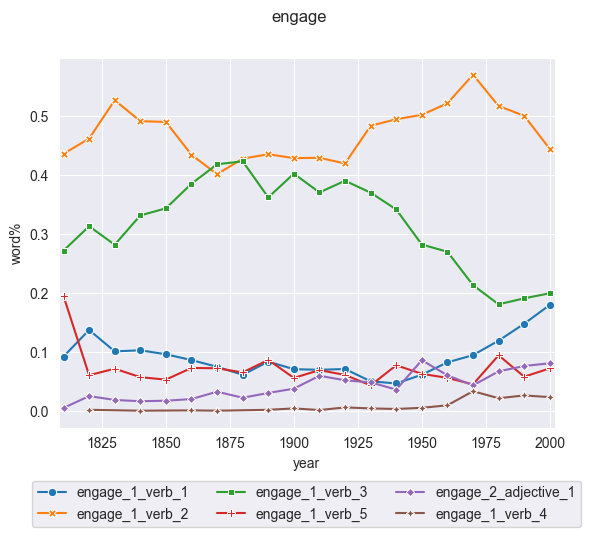 engage
0.5
0.4
0.3
0.2
0.1
0.0
word%
1825 1850 1875 1900 1925 1950 1975 2000
year
engage_1_verb_1 engage_1_verb_3 engage_2_adjective_1
engage_1_verb_2 engage_1_verb_5 engage_1_verb_4